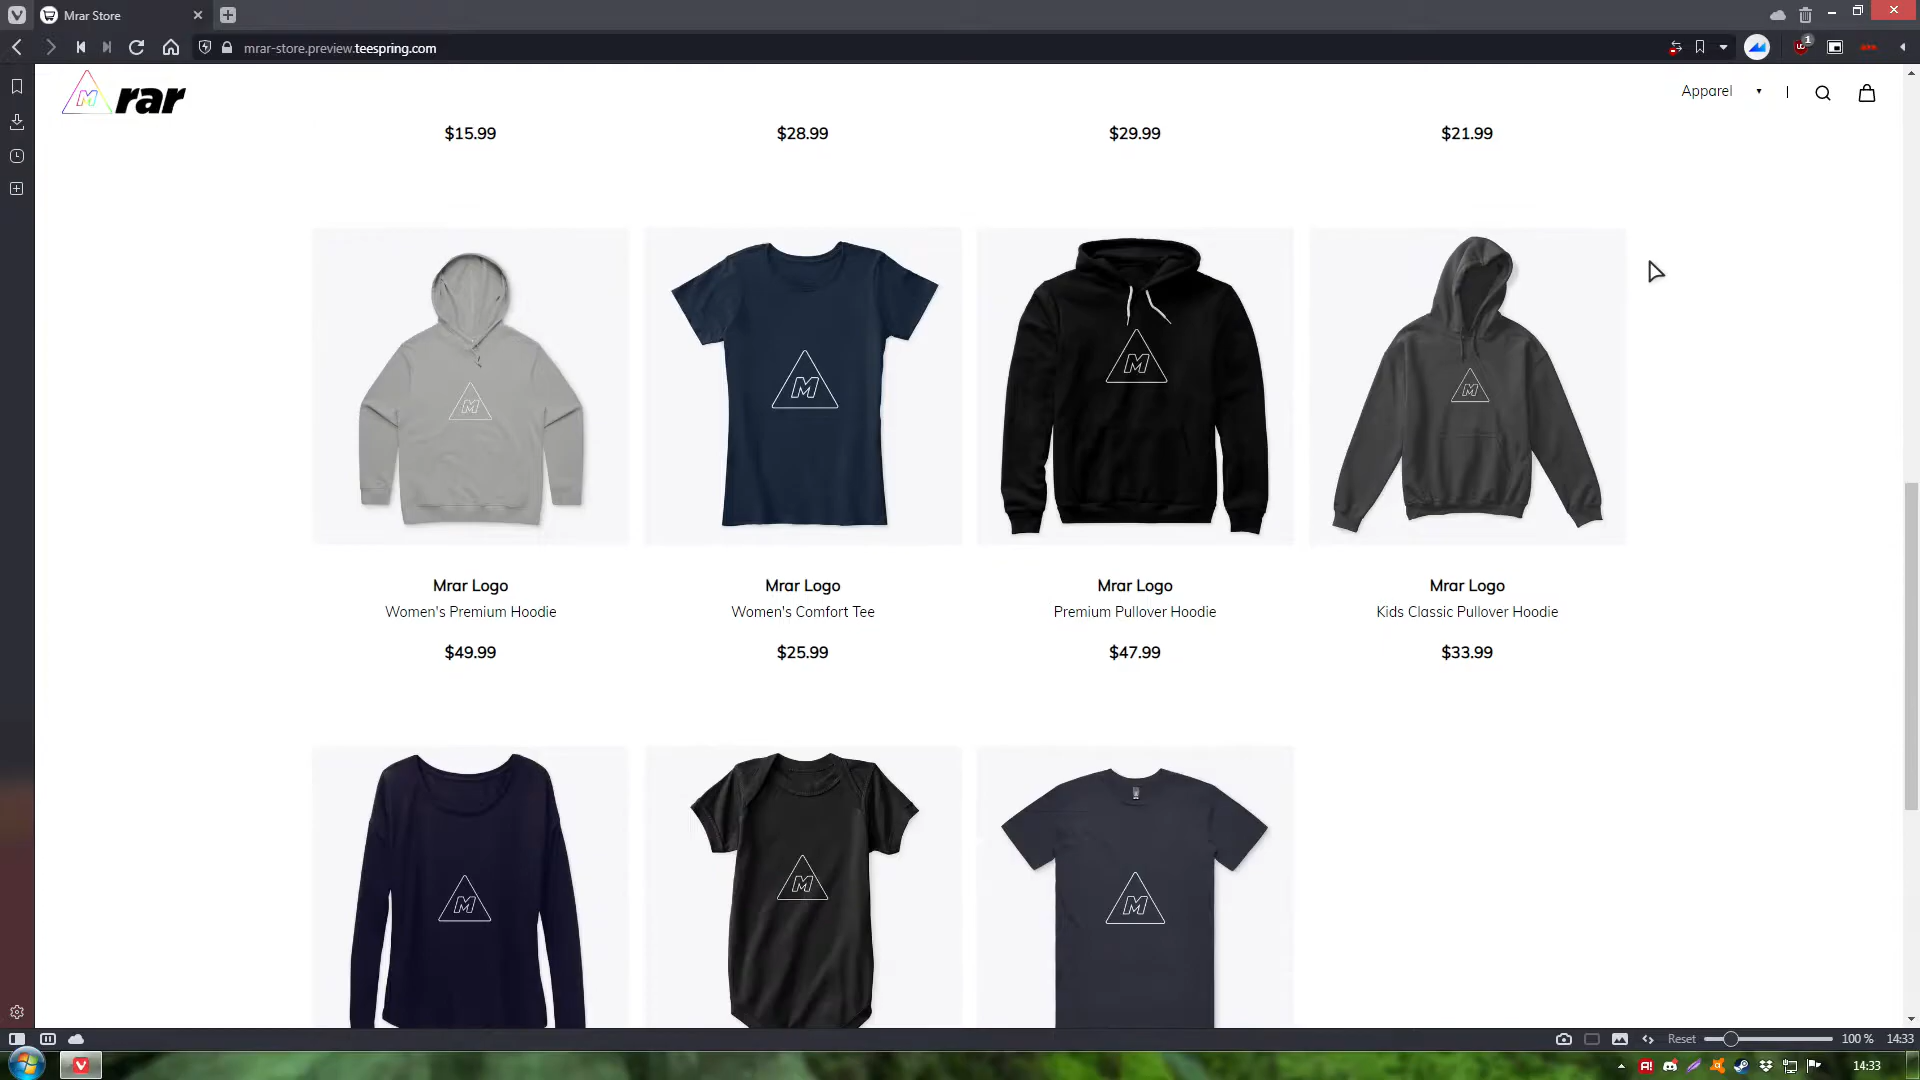 Mrar Store
mrar-store.preview.teespring.com
1
M rar
Apparel
$15.99
$28.99
$29.99
$21.99
M
M
M
M
Mrar Logo
Mrar Logo
Mrar Logo
Mrar Logo
Women's Premium Hoodie
Women's Comfort Tee
Premium Pullover Hoodie
Kids Classic Pullover Hoodie
$49.99
$25.99
$47.99
$33.99
M
M
M
Reset
100 %
14:33
14:33